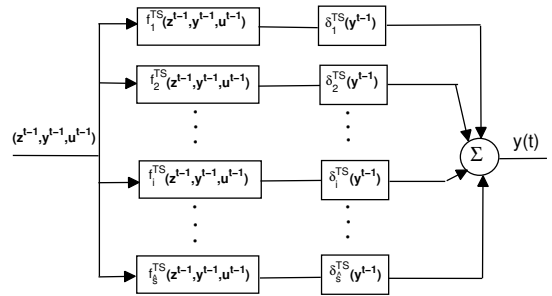 f₁ᵀˢ(zᵗ⁻¹,yᵗ⁻¹,uᵗ⁻¹) δ₁ᵀˢ(yᵗ⁻¹)
f₂ᵀˢ(zᵗ⁻¹,yᵗ⁻¹,uᵗ⁻¹) δ₂ᵀˢ(yᵗ⁻¹)
(zᵗ⁻¹,yᵗ⁻¹,uᵗ⁻¹) Σ y(t)
fᵢᵀˢ(zᵗ⁻¹,yᵗ⁻¹,uᵗ⁻¹) δᵢᵀˢ(yᵗ⁻¹)
f_ŝᵀˢ(zᵗ⁻¹,yᵗ⁻¹,uᵗ⁻¹) δ_ŝᵀˢ(yᵗ⁻¹)